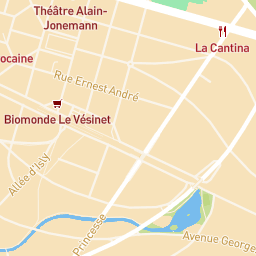 Théâtre Alain-
Jonemann
La Cantina
ocaine
Rue Ernest André
Biomonde Le Vésinet
Allée d'Isly
Princesse
Avenue George